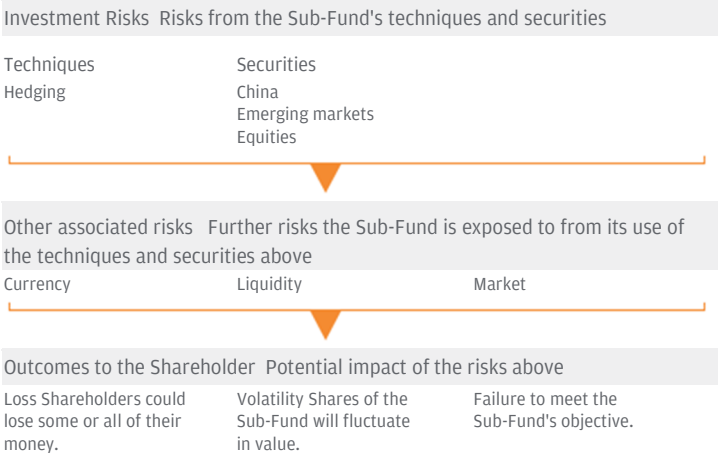 Investment Risks Risks from the Sub-Fund's techniques and securities
Techniques Securities
Hedging China
Emerging markets
Equities
Other associated risks Further risks the Sub-Fund is exposed to from its use of
the techniques and securities above
Currency Liquidity Market
Outcomes to the Shareholder Potential impact of the risks above
Loss Shareholders could
lose some or all of their
money.
Volatility Shares of the
Sub-Fund will fluctuate
in value.
Failure to meet the
Sub-Fund's objective.